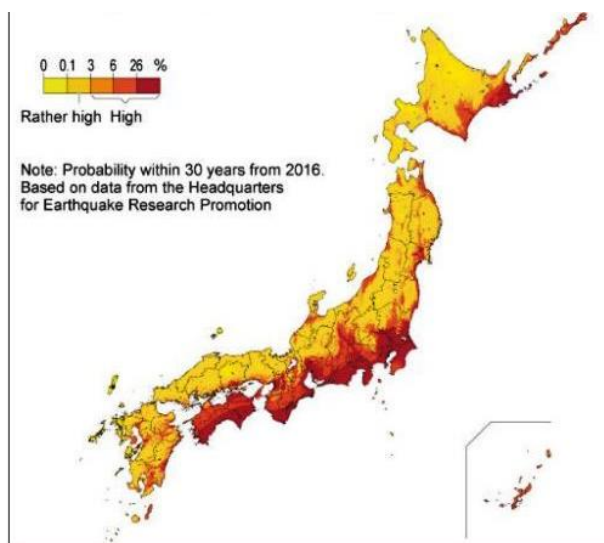 0 0.1 3 6 26 %
Rather high High
Note: Probability within 30 years from 2016.
Based on data from the Headquarters
for Earthquake Research Promotion